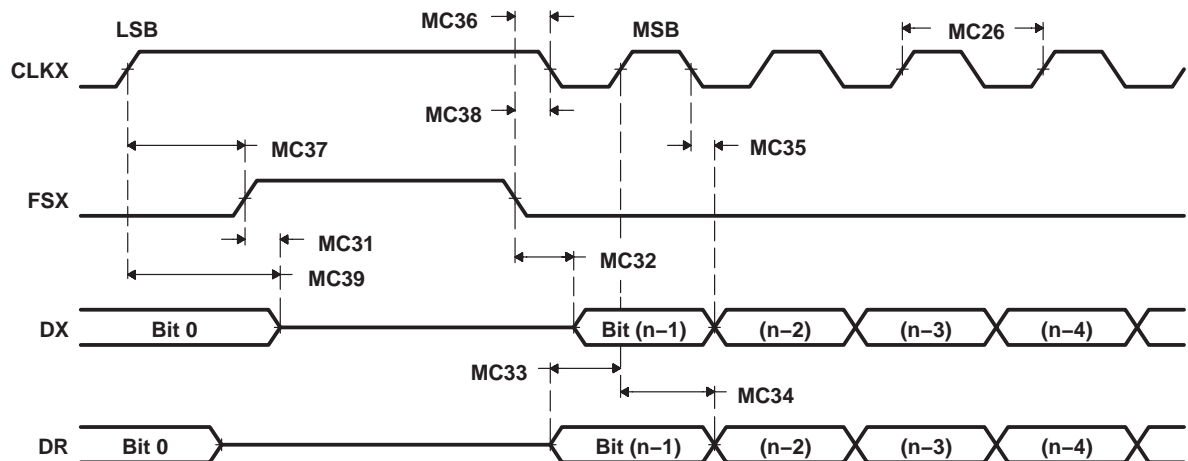 LSB MC36 MSB MC26
CLKX
MC38
MC37 MC35
FSX
MC31 MC32
MC39
DX Bit 0 Bit (n−1) (n−2) (n−3) (n−4)
MC33
MC34
DR Bit 0 Bit (n−1) (n−2) (n−3) (n−4)